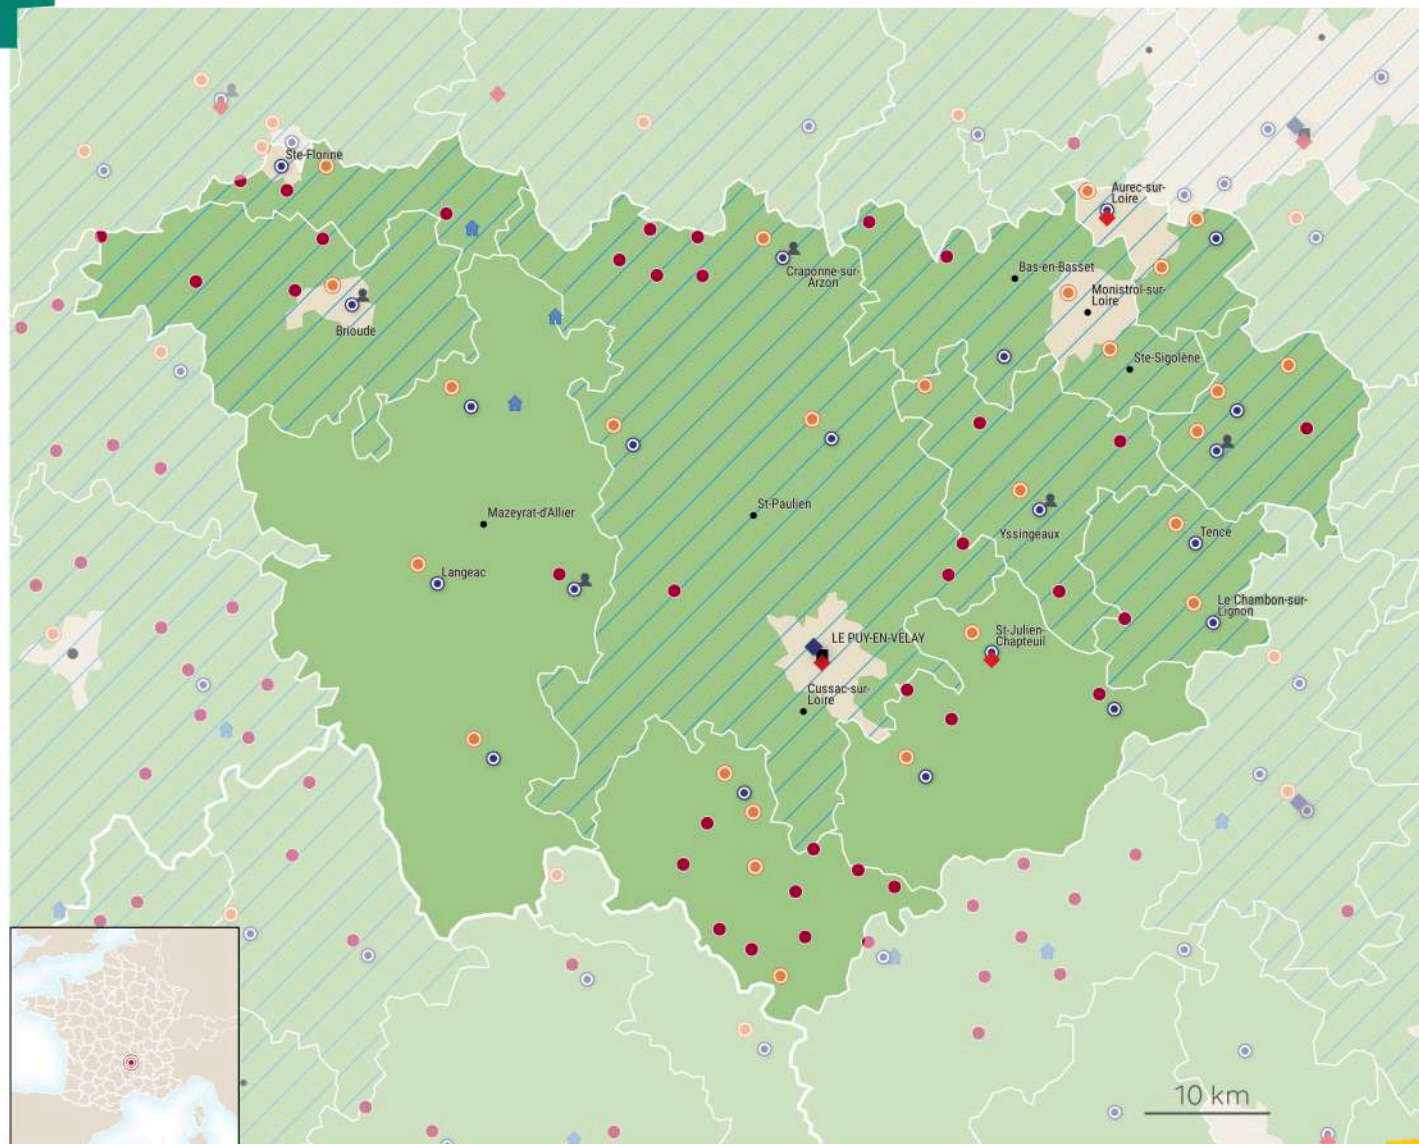 Ste-Florine
Aurec-sur-
Loire
Craponne-sur-
Arzon
Bas-en-Basset
Monistrol-sur-
Loire
Brioude
Ste-Sigolène
Mazeyrat-d'Allier
St-Paulien
Yssingeaux
Tence
Langeac
Le Chambon-sur-
Lignon
LE PUY-EN-VELAY
St-Julien-
Chapteuil
Cussac-sur-
Loire
10 km